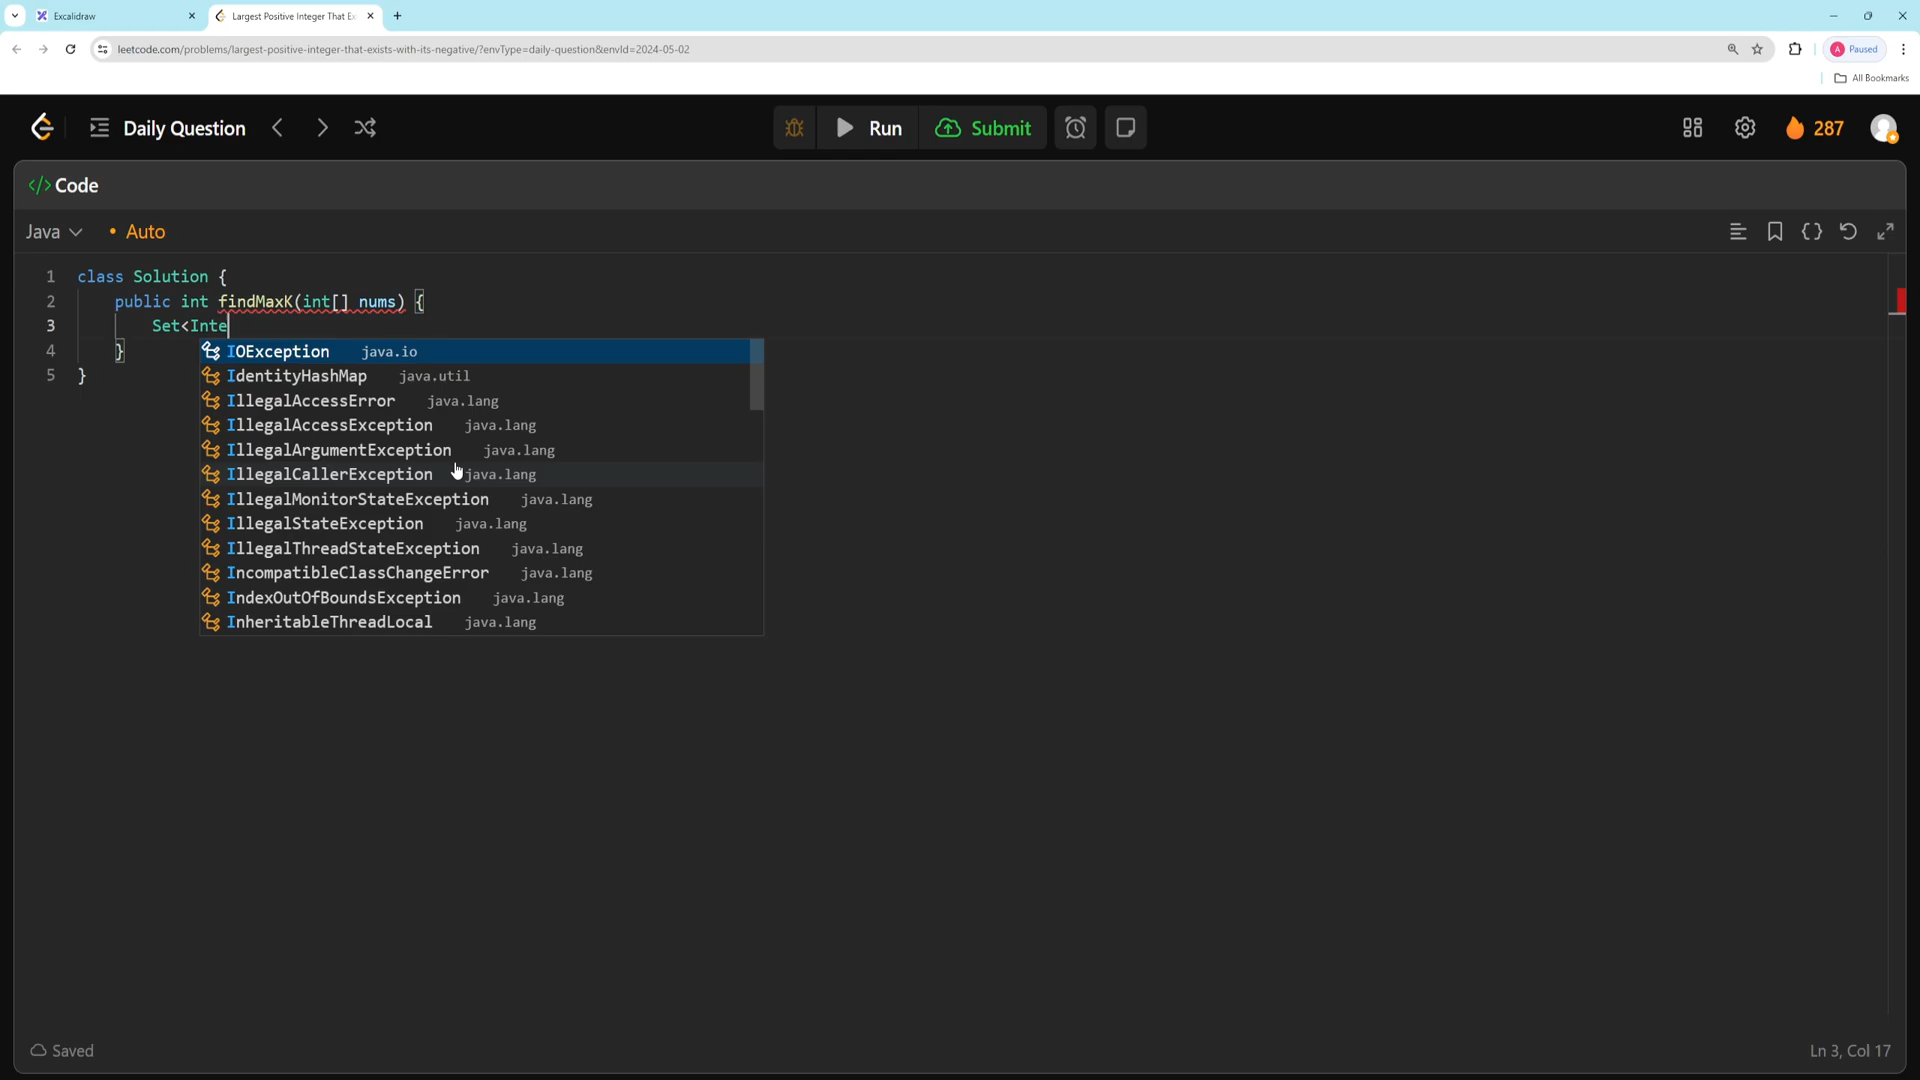 Excalidraw
Largest Positive Integer That Ex
leetcode.com/problems/largest-positive-integer-that-exists-with-its-negative/?envType=daily-question&envId=2024-05-02
A Paused
All Bookmarks
Daily Question
Run
Submit
287
</> Code
Java
• Auto
1 class Solution {
2 public int findMaxK(int[] nums) {
3 Set<Inte
4 }
5 }
IOException java.io
IdentityHashMap java.util
IllegalAccessError java.lang
IllegalAccessException java.lang
IllegalArgumentException java.lang
IllegalCallerException java.lang
IllegalMonitorStateException java.lang
IllegalStateException java.lang
IllegalThreadStateException java.lang
IncompatibleClassChangeError java.lang
IndexOutOfBoundsException java.lang
InheritableThreadLocal java.lang
Saved
Ln 3, Col 17